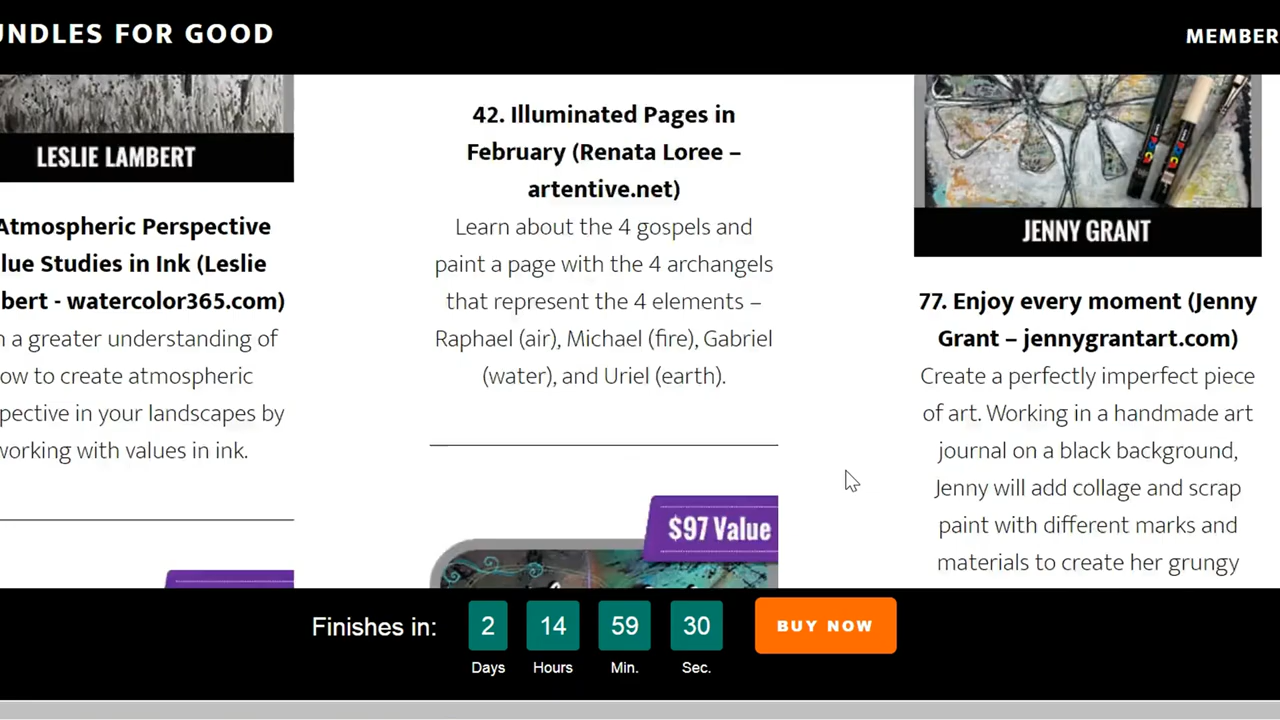 UNDLES FOR GOOD
MEMBER
LESLIE LAMBERT
Atmospheric Perspective
lue Studies in Ink (Leslie
bert - watercolor365.com)
n a greater understanding of
ow to create atmospheric
spective in your landscapes by
working with values in ink.
42. Illuminated Pages in
February (Renata Loree –
artentive.net)
Learn about the 4 gospels and
paint a page with the 4 archangels
that represent the 4 elements –
Raphael (air), Michael (fire), Gabriel
(water), and Uriel (earth).
$97 Value
JENNY GRANT
77. Enjoy every moment (Jenny
Grant – jennygrantart.com)
Create a perfectly imperfect piece
of art. Working in a handmade art
journal on a black background,
Jenny will add collage and scrap
paint with different marks and
materials to create her grungy
Finishes in:
2
14
59
30
BUY NOW
Days
Hours
Min.
Sec.